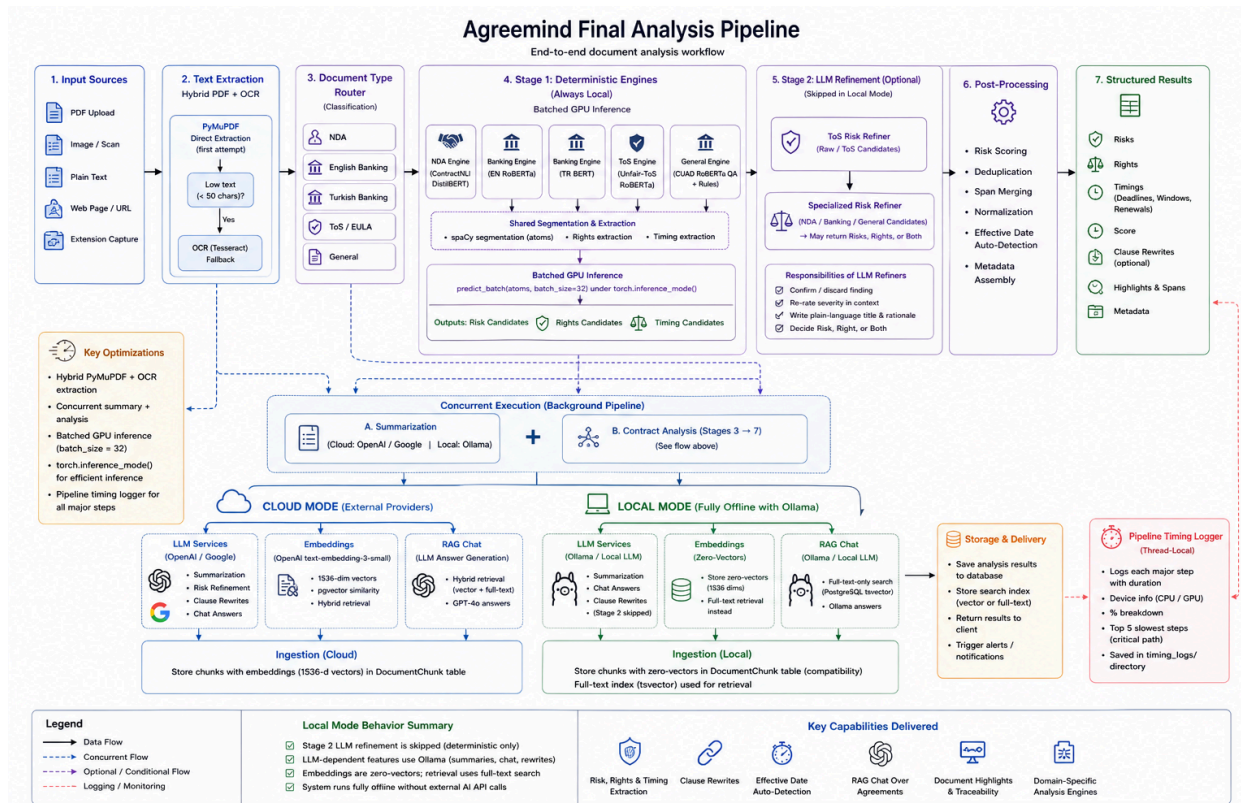 Agreemind Final Analysis Pipeline
End-to-end document analysis workflow
1. Input Sources
PDF Upload
Image / Scan
Plain Text
Web Page / URL
Extension Capture
2. Text Extraction
Hybrid PDF + OCR
PyMuPDF
Direct Extraction
(first attempt)
Low text
(< 50 chars)?
Yes
OCR (Tesseract)
Fallback
3. Document Type
Router
(Classification)
NDA
English Banking
Turkish Banking
ToS / EULA
General
4. Stage 1: Deterministic Engines
(Always Local)
Batched GPU Inference
NDA Engine
(ContractNLI
DistilBERT)
Banking Engine
(EN RoBERTa)
Banking Engine
(TR BERT)
ToS Engine
(Unfair-ToS
RoBERTa)
General Engine
(CUAD RoBERTa QA
+ Rules)
Shared Segmentation & Extraction
• spaCy segmentation (atoms) • Rights extraction • Timing extraction
Batched GPU Inference
predict_batch(atoms, batch_size=32) under torch.inference_mode()
Outputs: Risk Candidates Rights Candidates Timing Candidates
5. Stage 2: LLM Refinement (Optional)
(Skipped in Local Mode)
ToS Risk Refiner
(Raw / ToS Candidates)
Specialized Risk Refiner
(NDA / Banking / General Candidates)
→ May return Risks, Rights, or Both
Responsibilities of LLM Refiners
Confirm / discard finding
Re-rate severity in context
Write plain-language title & rationale
Decide Risk, Right, or Both
6. Post-Processing
• Risk Scoring
• Deduplication
• Span Merging
• Normalization
• Effective Date
Auto-Detection
• Metadata
Assembly
7. Structured Results
Risks
Rights
Timings
(Deadlines, Windows,
Renewals)
Score
Clause Rewrites
(optional)
Highlights & Spans
Metadata
Key Optimizations
• Hybrid PyMuPDF + OCR
extraction
• Concurrent summary +
analysis
• Batched GPU inference
(batch_size = 32)
• torch.inference_mode()
for efficient inference
• Pipeline timing logger for
all major steps
Concurrent Execution (Background Pipeline)
A. Summarization
(Cloud: OpenAI / Google | Local: Ollama)
+
B. Contract Analysis (Stages 3 → 7)
(See flow above)
CLOUD MODE (External Providers)
LLM Services
(OpenAI / Google)
• Summarization
• Risk Refinement
• Clause Rewrites
• Chat Answers
Embeddings
(OpenAI text-embedding-3-small)
• 1S36-dim vectors
• pgvector similarity
• Hybrid retrieval
RAG Chat
(LLM Answer Generation)
• Hybrid retrieval
(vector + full-text)
• GPT-4o answers
Ingestion (Cloud)
Store chunks with embeddings (1S36-d vectors) in DocumentChunk table
LOCAL MODE (Fully Offline with Ollama)
LLM Services
(Ollama / Local LLM)
• Summarization
• Chat Answers
• Clause Rewrites
• (Stage 2 skipped)
Embeddings
(Zero-Vectors)
• Store zero-vectors
(1S36 dims)
• Full-text retrieval
instead
RAG Chat
(Ollama / Local LLM)
• Full-text-only search
(PostgreSQL tsvector)
• Ollama answers
Ingestion (Local)
Store chunks with zero-vectors in DocumentChunk table (compatibility)
Full-text index (tsvector) used for retrieval
Storage & Delivery
• Save analysis results
to database
• Store search index
(vector or full-text)
• Return results to
client
• Trigger alerts /
notifications
Pipeline Timing Logger
(Thread-Local)
• Logs each major step
with duration
• Device info (CPU / GPU)
• % breakdown
• Top 5 slowest steps
(critical path)
• Saved in timing_logs/
directory
Legend
Data Flow
Concurrent Flow
Optional / Conditional Flow
Logging / Monitoring
Local Mode Behavior Summary
Stage 2 LLM refinement is skipped (deterministic only)
LLM-dependent features use Ollama (summaries, chat, rewrites)
Embeddings are zero-vectors; retrieval uses full-text search
System runs fully offline without external AI API calls
Key Capabilities Delivered
Risk, Rights & Timing
Extraction
Clause Rewrites
Effective Date
Auto-Detection
RAG Chat Over
Agreements
Document Highlights
& Traceability
Domain-Specific
Analysis Engines